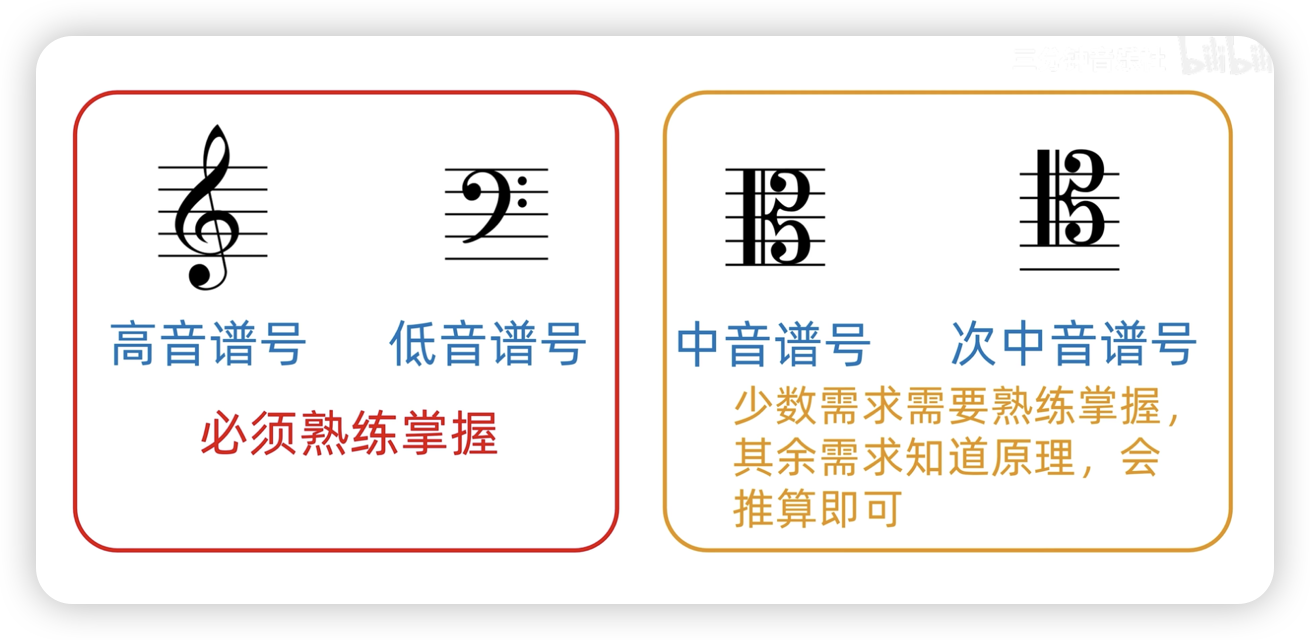 bilibili
高音谱号
低音谱号
必须熟练掌握
中音谱号
次中音谱号
少数需求需要熟练掌握，
其余需求知道原理，会
推算即可